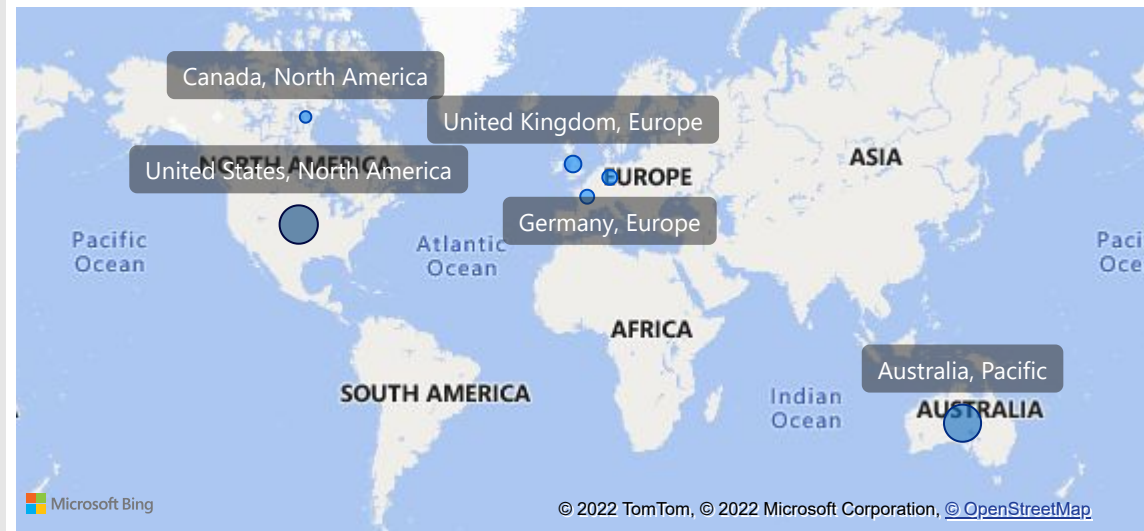 Canada, North America
United Kingdom, Europe
NORTH AMERICA
United States, North America
ASIA
EUROPE
Germany, Europe
Pacific
Ocean
Atlantic
Ocean
Paci
Oce
AFRICA
Australia, Pacific
SOUTH AMERICA
Indian
Ocean
AUSTRALIA
Microsoft Bing
© 2022 TomTom, © 2022 Microsoft Corporation, © OpenStreetMap